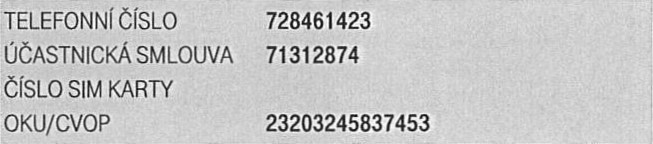 TELEFONNÍ ČÍSLO 728461423
ÚČASTNICKÁ SMLOUVA 71312874
ČÍSLO SIM KARTY
OKU/CVOP 23203245837453